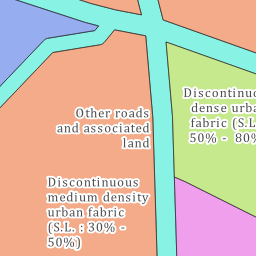 Other roads
and associated
land
Discontinuou
dense urba
fabric (S.L.
50% - 80%
Discontinuous
medium density
urban fabric
(S.L. : 30% -
50%)